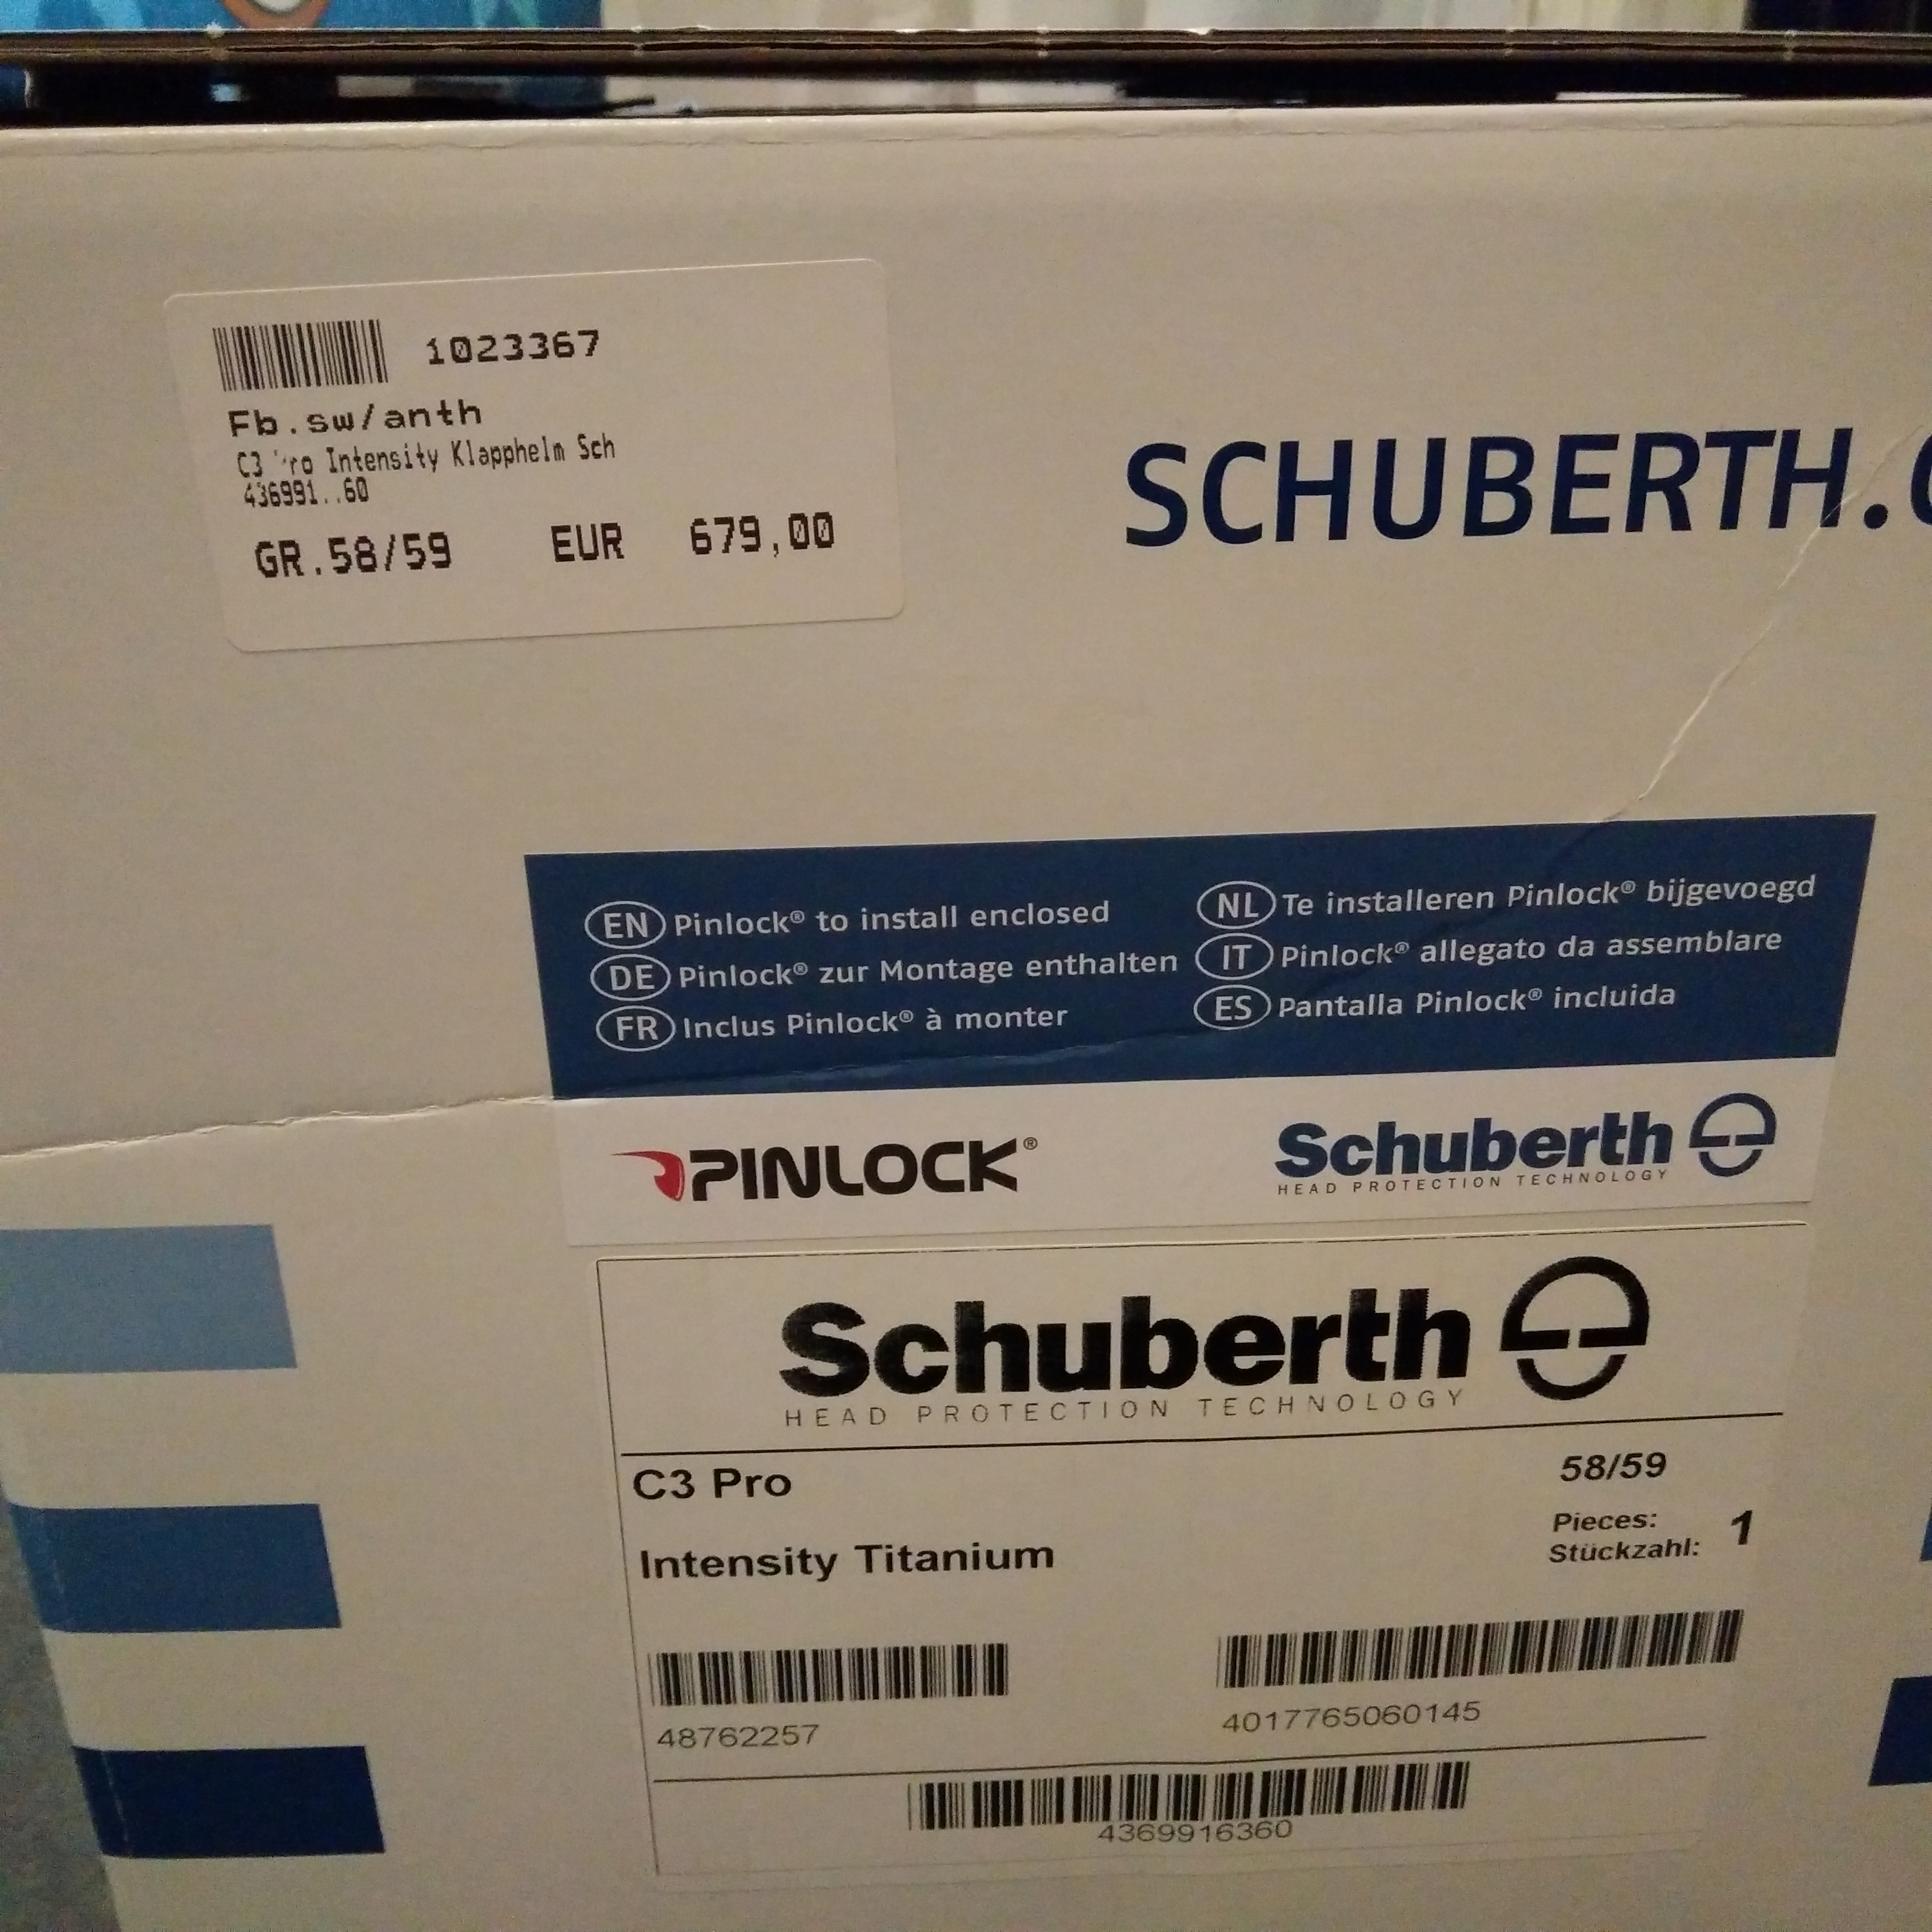 1023367
Fb.sw/anth
C3 Intensity Klapphelm Sch
436991..60
GR.58/59 EUR 679,00
SCHUBERTH.
EN Pinlock® to install enclosed
DE Pinlock® zur Montage enthalten
FR Inclus Pinlock® à monter
NL Te installeren Pinlock® bijgevoegd
IT Pinlock® allegato da assemblare
ES Pantalla Pinlock® incluida
PINLOCK®
Schuberth
HEAD PROTECTION TECHNOLOGY
Schuberth
HEAD PROTECTION TECHNOLOGY
C3 Pro
58/59
Intensity Titanium
Pieces:
Stückzahl: 1
48762257
4017765060145
4369916360